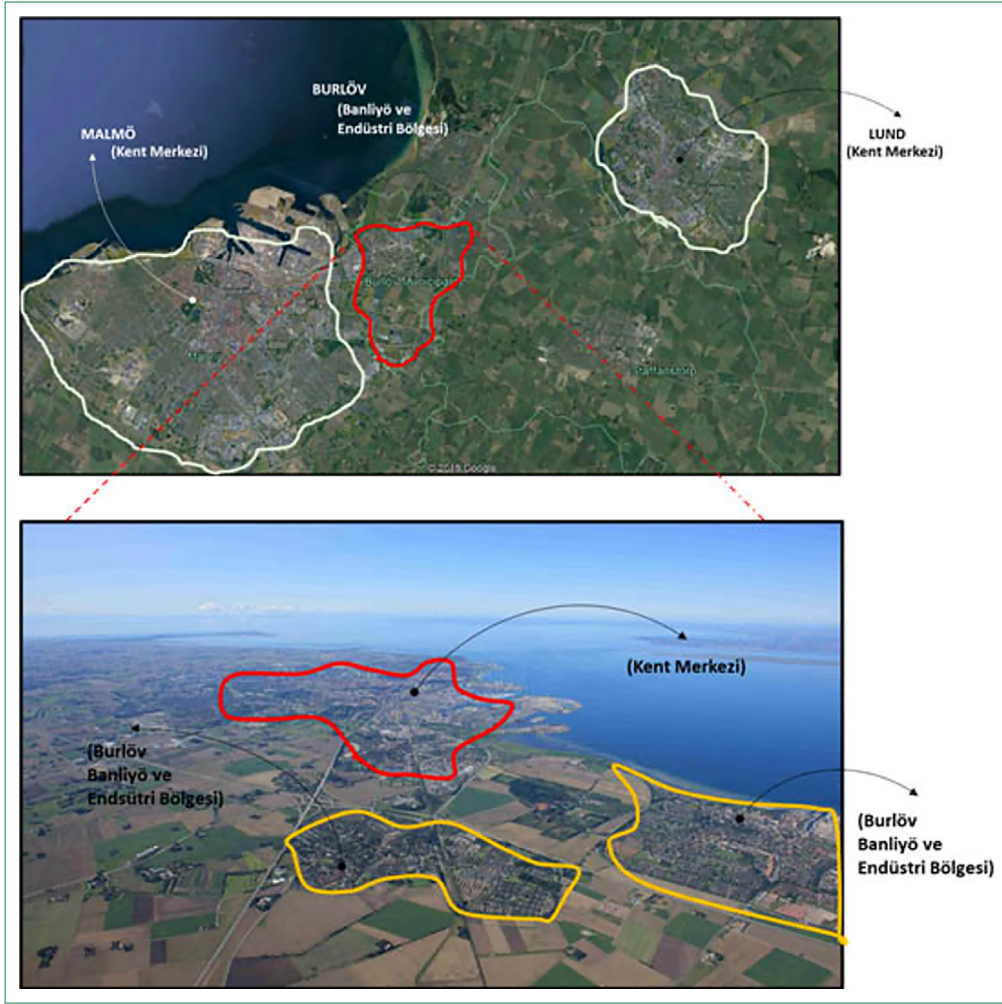 MALMÖ
(Kent Merkezi)
BURLÖV
(Banliyö ve
Endüstri Bölgesi)
LUND
(Kent Merkezi)
Burlöv Municipality
Malmö
Staffanstorp
© 2018 Google
(Kent Merkezi)
(Burlöv
Banliyö ve
Endsütri Bölgesi)
(Burlöv
Banliyö ve
Endüstri Bölgesi)